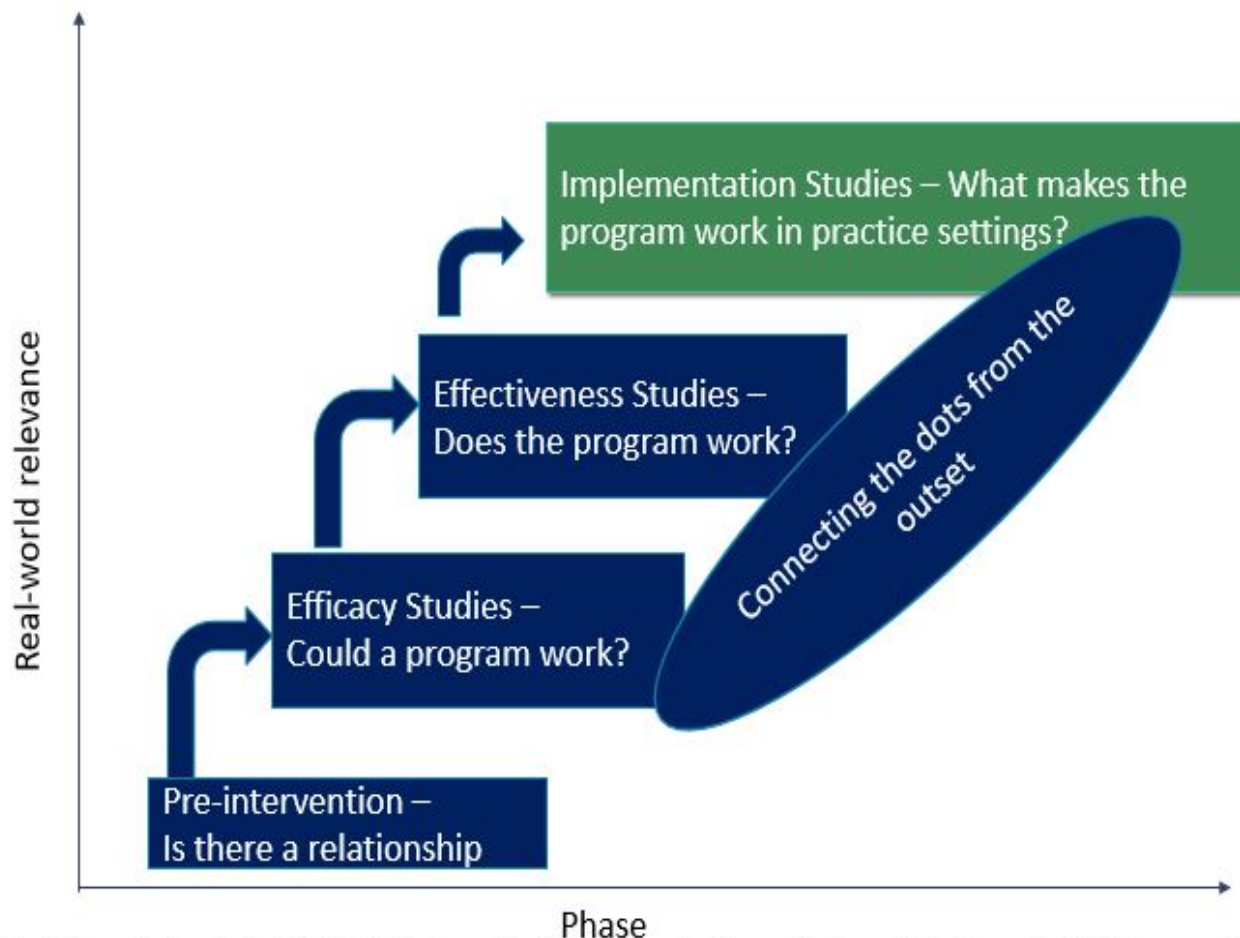 Implementation Studies – What makes the
program work in practice settings?
Effectiveness Studies –
Does the program work?
Efficacy Studies –
Could a program work?
Pre-intervention –
Is there a relationship
Connecting the dots from the
outset
Real-world relevance
Phase